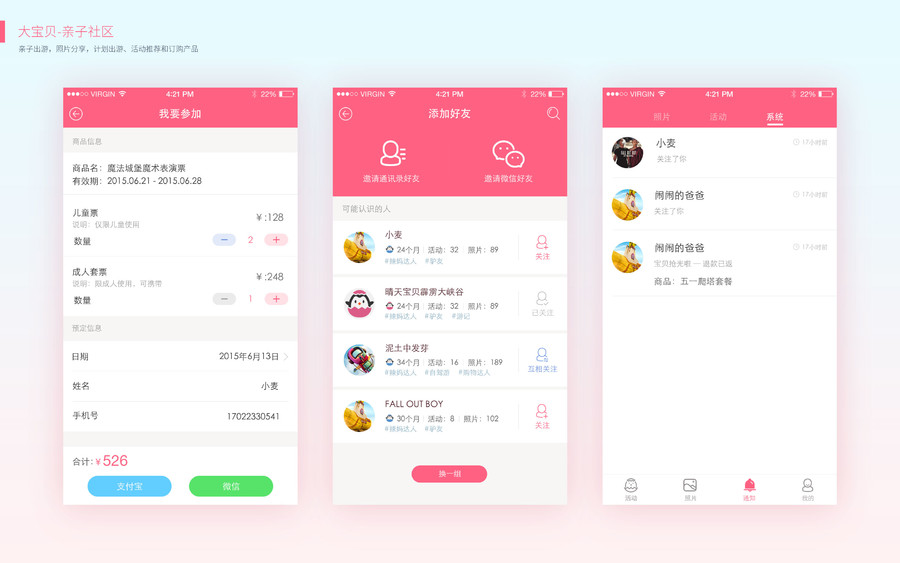 大宝贝-亲子社区
亲子出游，照片分享，计划出游、活动推荐和订购产品
VIRGIN 4:21 PM 22%
我要参加
商品信息
商品名：魔法城堡魔术表演票
有效期：2015.06.21 - 2015.06.28
儿童票
说明：仅限儿童使用
¥:128
数量
− 2 +
成人套票
说明：限成人使用，可携带
¥:248
数量
− 1 +
预定信息
日期 2015年6月13日
姓名 小麦
手机号 17022330541
合计:¥526
支付宝 微信
VIRGIN 4:21 PM 22%
添加好友
邀请通讯录好友 邀请微信好友
可能认识的人
小麦
24个月 活动：32 照片：89
#辣妈达人 #驴友
关注
晴天宝贝霹雳大峡谷
24个月 活动：32 照片：89
#辣妈达人 #驴友 #游记
已关注
泥土中发芽
34个月 活动：16 照片：189
#辣妈达人 #自驾游 #购物达人
互相关注
FALL OUT BOY
30个月 活动：8 照片：102
#辣妈达人 #驴友
关注
换一组
VIRGIN 4:21 PM 22%
照片 活动 系统
小麦 17小时前
关注了你
闹闹的爸爸 17小时前
关注了你
闹闹的爸爸 17小时前
宝贝抢光啦 — 退款已返
商品：五一爬塔套餐
活动 照片 通知 我的